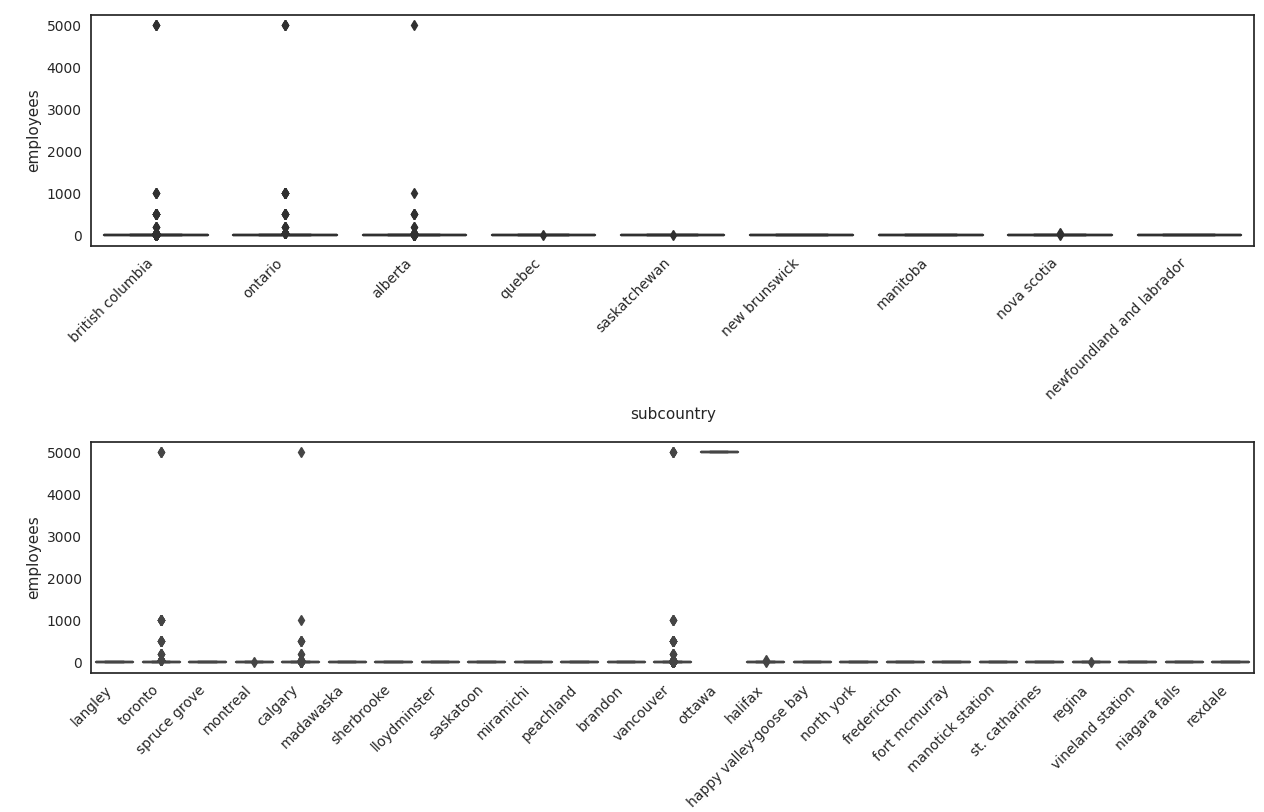 5000
4000
3000
2000
1000
0
employees
british columbia
ontario
alberta
quebec
saskatchewan
new brunswick
manitoba
nova scotia
newfoundland and labrador
subcountry
5000
4000
3000
2000
1000
0
employees
langley
toronto
spruce grove
montreal
calgary
madawaska
sherbrooke
lloydminster
saskatoon
miramichi
peachland
brandon
vancouver
ottawa
halifax
happy valley-goose bay
north york
fredericton
fort mcmurray
manotick station
st. catharines
regina
vineland station
niagara falls
rexdale